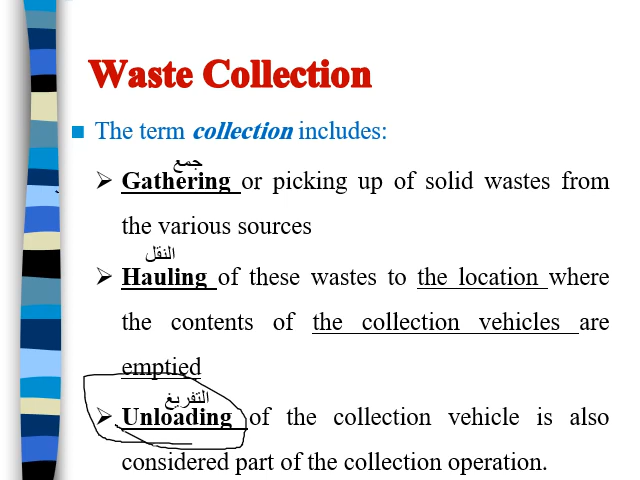 Waste Collection
The term collection includes:
جمع
Gathering or picking up of solid wastes from
the various sources
النقل
Hauling of these wastes to the location where
the contents of the collection vehicles are
emptied
التفريغ
Unloading of the collection vehicle is also
considered part of the collection operation.